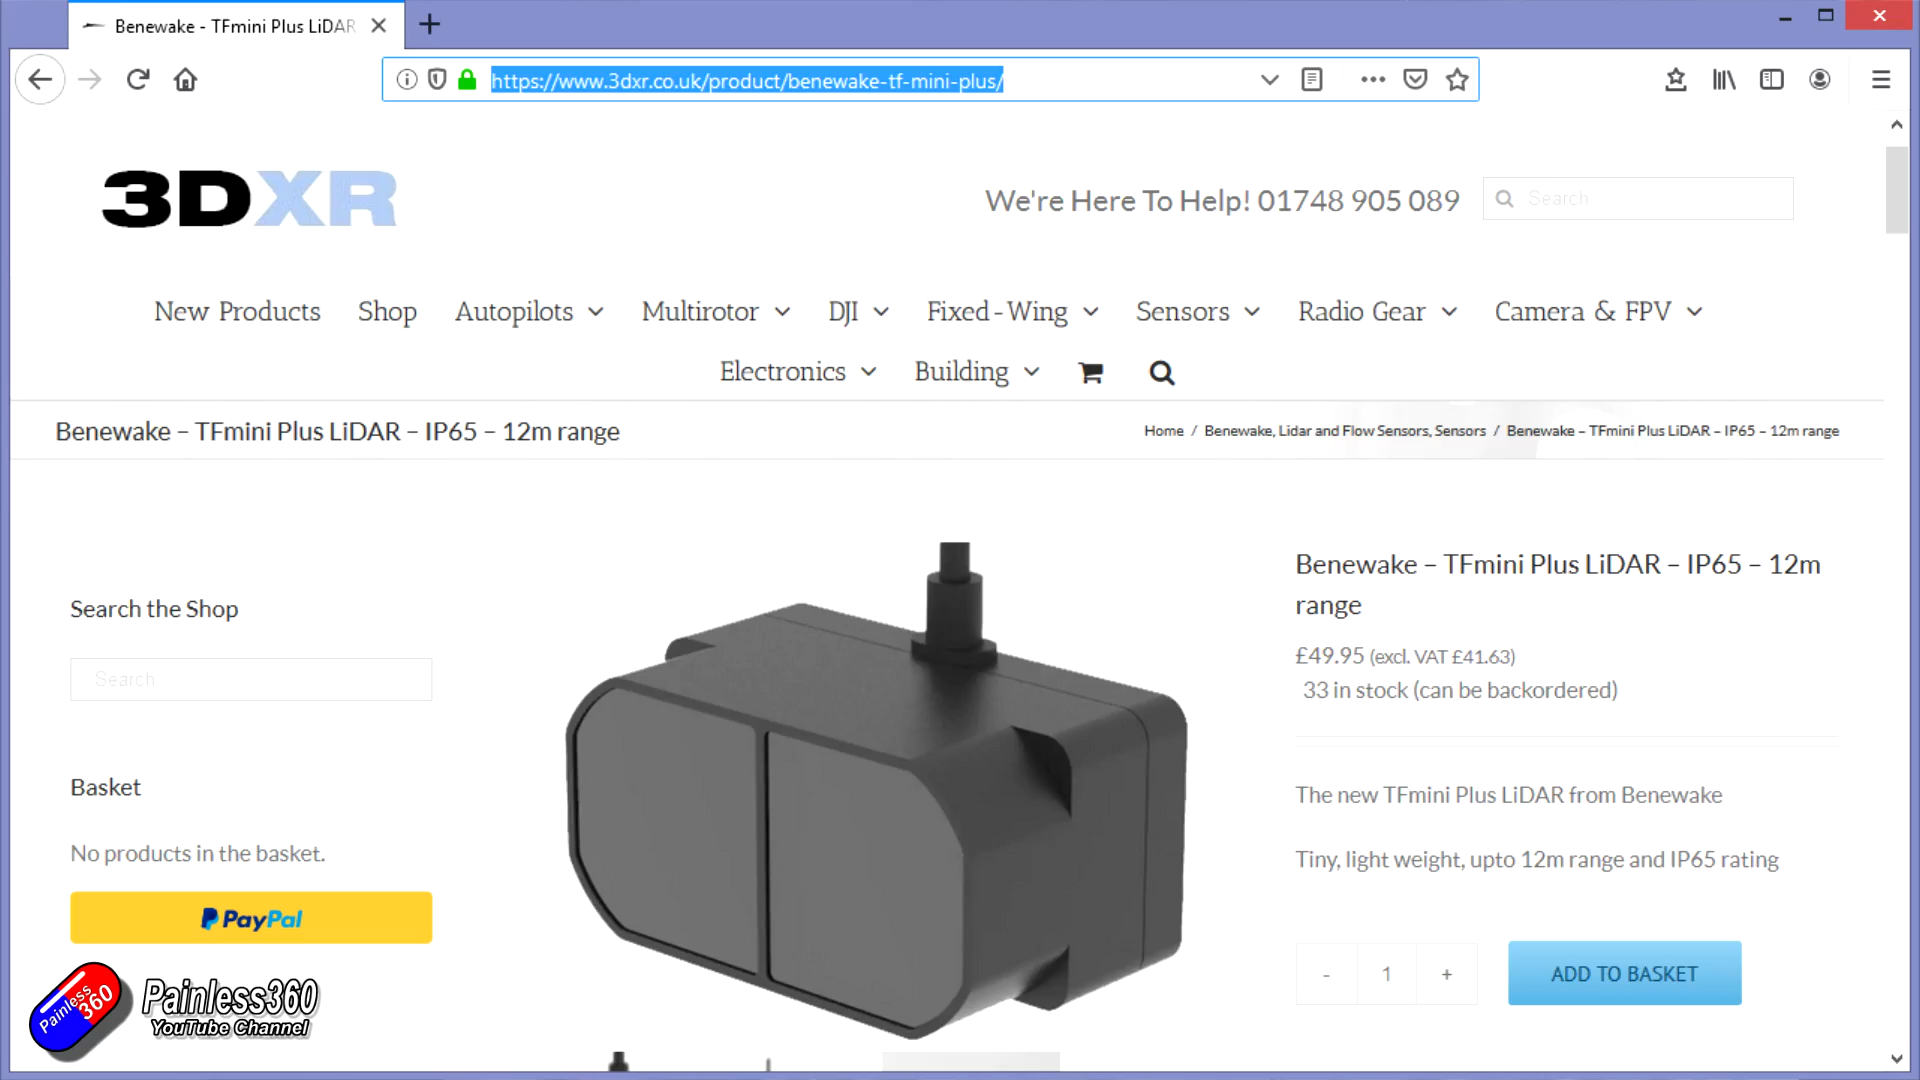 Benewake - TFmini Plus LiDAR
https://www.3dxr.co.uk/product/benewake-tf-mini-plus/
3DXR
We're Here To Help! 01748 905 089
Search
New Products Shop Autopilots Multirotor DJI Fixed-Wing Sensors Radio Gear Camera & FPV
Electronics Building
Benewake – TFmini Plus LiDAR – IP65 – 12m range
Home / Benewake, Lidar and Flow Sensors, Sensors / Benewake – TFmini Plus LiDAR – IP65 – 12m range
Search the Shop
Search
Basket
No products in the basket.
PayPal
Benewake – TFmini Plus LiDAR – IP65 – 12m
range
£49.95 (excl. VAT £41.63)
33 in stock (can be backordered)
The new TFmini Plus LiDAR from Benewake
Tiny, light weight, upto 12m range and IP65 rating
- 1 +
ADD TO BASKET
Painless
360
Painless360
YouTube Channel